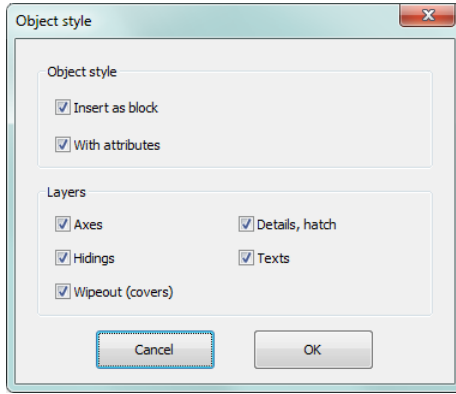 Object style
Object style
Insert as block
With attributes
Layers
Axes Details, hatch
Hidings Texts
Wipeout (covers)
Cancel OK